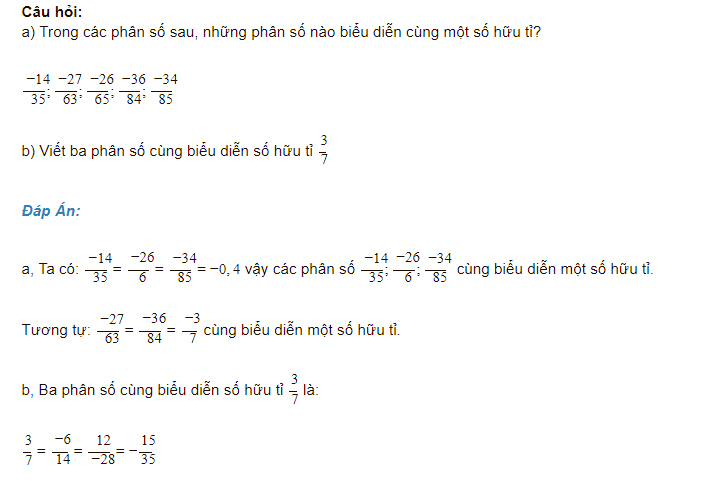 Câu hỏi:
a) Trong các phân số sau, những phân số nào biểu diễn cùng một số hữu tỉ?
−14/35; −27/63; −26/65; −36/84; −34/85
b) Viết ba phân số cùng biểu diễn số hữu tỉ 3/7
Đáp Án:
a, Ta có: −14/35 = −26/6 = −34/85 = −0, 4 vậy các phân số −14/35; −26/6; −34/85 cùng biểu diễn một số hữu tỉ.
Tương tự: −27/63 = −36/84 = −3/7 cùng biểu diễn một số hữu tỉ.
b, Ba phân số cùng biểu diễn số hữu tỉ 3/7 là:
3/7 = −6/14 = 12/−28 = −15/35